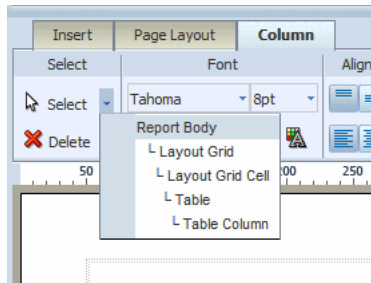 Insert Page Layout Column
Select Font Align
Select Tahoma 8pt
Delete
Report Body
Layout Grid
Layout Grid Cell
Table
Table Column
50 200 250